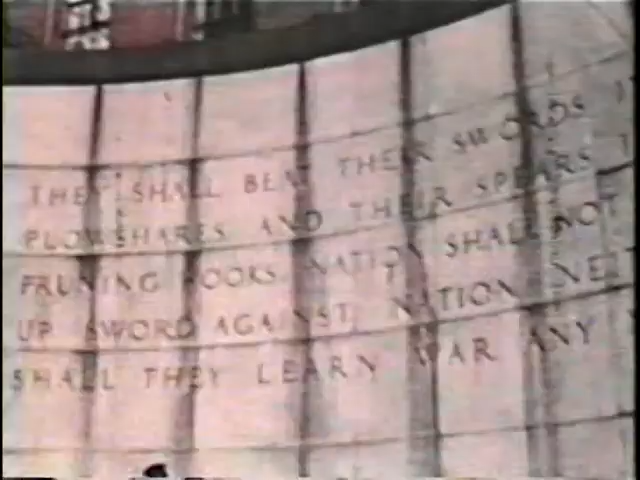 THEY SHALL BEAT THEIR SWORDS I
PLOWSHARES AND THEIR SPEARS I
PRUNING HOOKS NATION SHALL NOT
UP SWORD AGAINST NATION NEIT
SHALL THEY LEARN WAR ANY